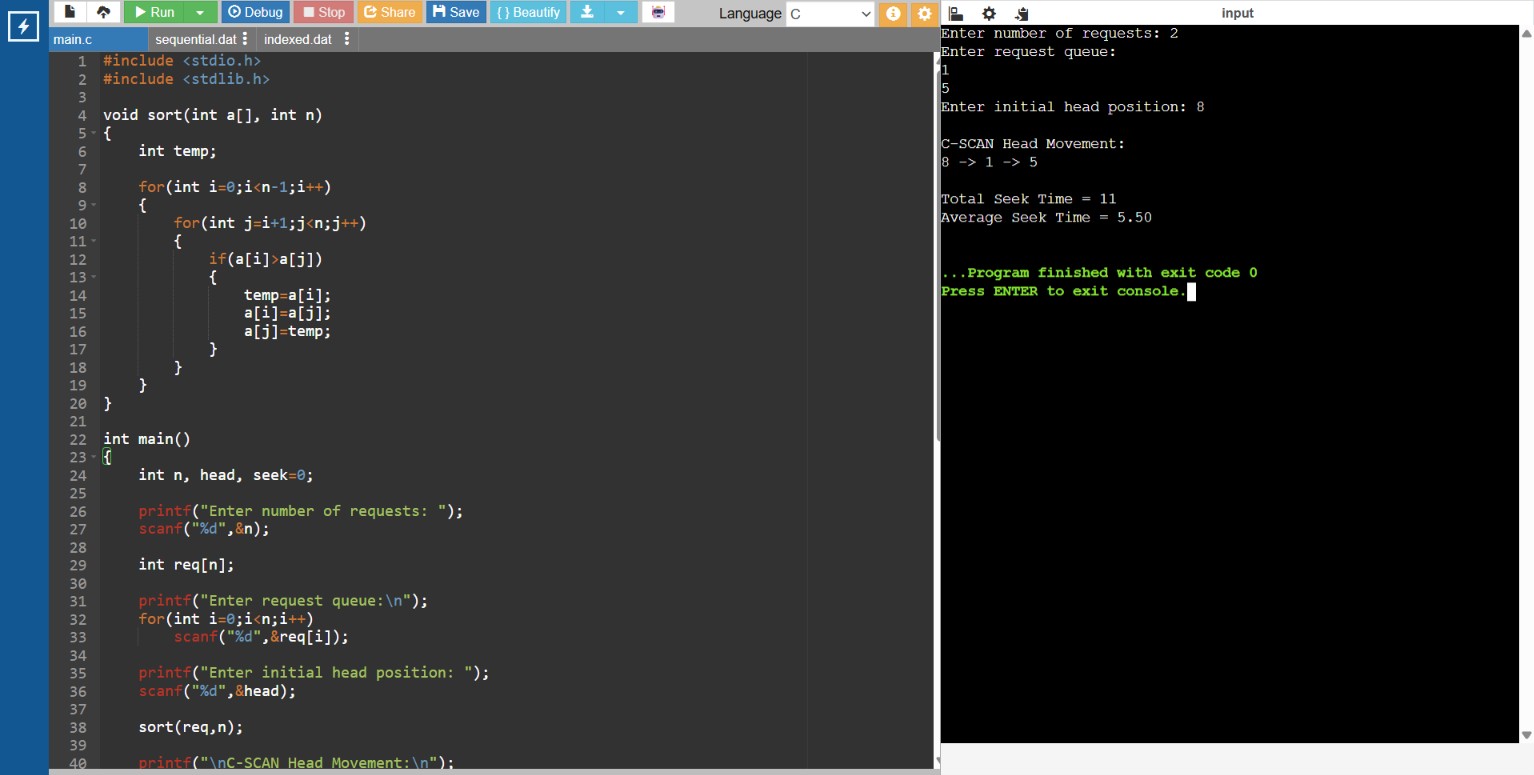 Run Debug Stop Share Save { } Beautify Language C
main.c sequential.dat indexed.dat
1 #include <stdio.h>
2 #include <stdlib.h>
3
4 void sort(int a[], int n)
5 {
6     int temp;
7
8     for(int i=0;i<n-1;i++)
9     {
10         for(int j=i+1;j<n;j++)
11         {
12             if(a[i]>a[j])
13             {
14                 temp=a[i];
15                 a[i]=a[j];
16                 a[j]=temp;
17             }
18         }
19     }
20 }
21
22 int main()
23 {
24     int n, head, seek=0;
25
26     printf("Enter number of requests: ");
27     scanf("%d",&n);
28
29     int req[n];
30
31     printf("Enter request queue:\n");
32     for(int i=0;i<n;i++)
33         scanf("%d",&req[i]);
34
35     printf("Enter initial head position: ");
36     scanf("%d",&head);
37
38     sort(req,n);
39
40     printf("\nC-SCAN Head Movement:\n");
input
Enter number of requests: 2
Enter request queue:
1
5
Enter initial head position: 8
C-SCAN Head Movement:
8 -> 1 -> 5
Total Seek Time = 11
Average Seek Time = 5.50
...Program finished with exit code 0
Press ENTER to exit console.